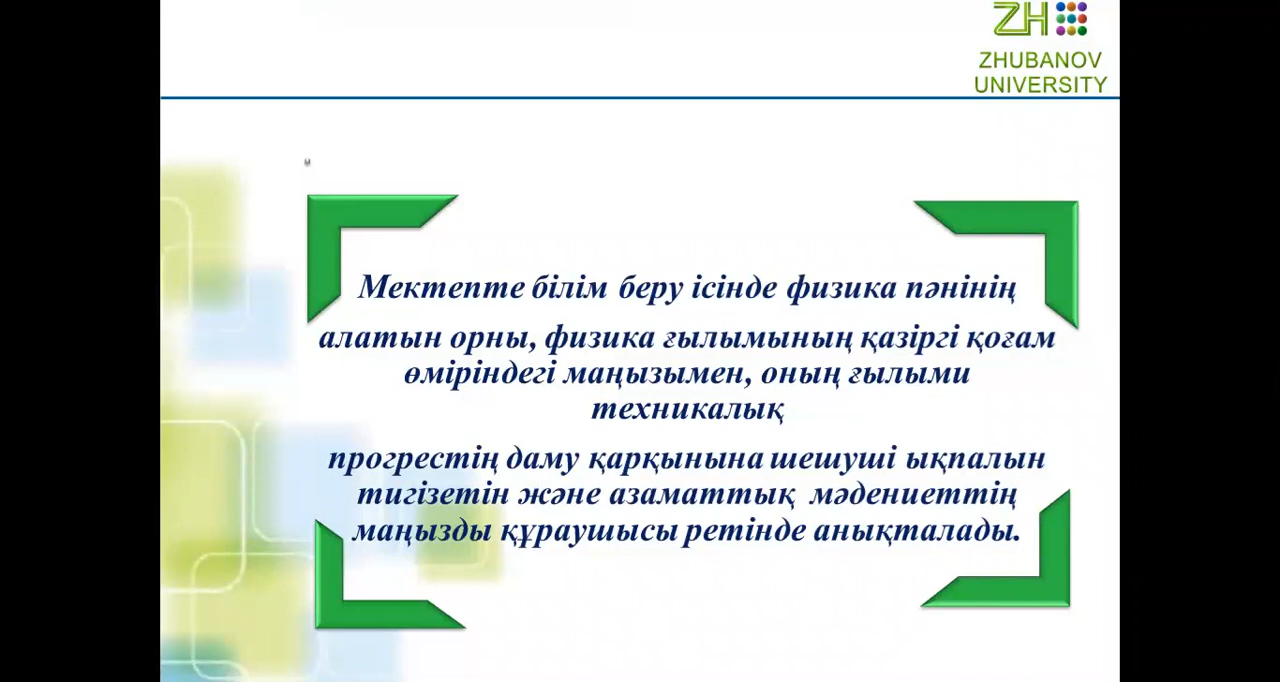 ZH
ZHUBANOV
UNIVERSITY
м
Мектепте білім беру ісінде физика пәнінің
алатын орны, физика ғылымының қазіргі қоғам
өміріндегі маңызымен, оның ғылыми
техникалық
прогрестің даму қарқынына шешуші ықпалын
тигізетін және азаматтық мәдениеттің
маңызды құраушысы ретінде анықталады.